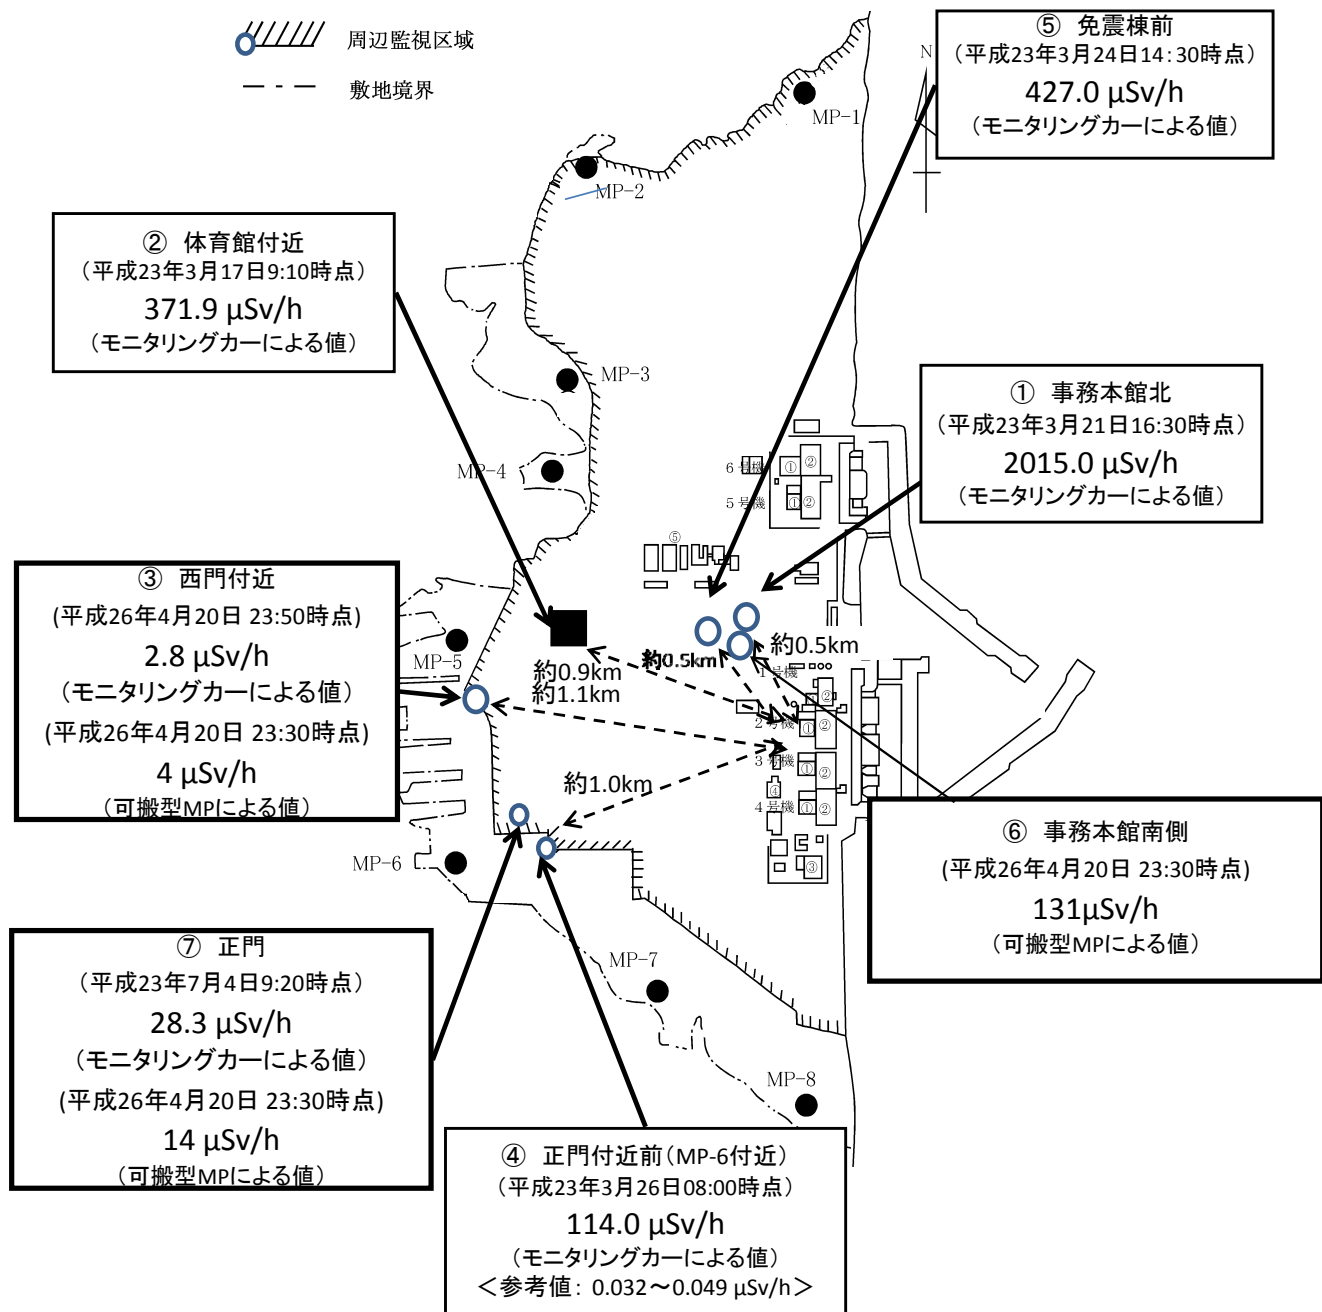 周辺監視区域
敷地境界
⑤ 免震棟前
（平成23年3月24日14:30時点）
427.0 μSv/h
（モニタリングカーによる値）
N
MP-1
MP-2
② 体育館付近
（平成23年3月17日9:10時点）
371.9 μSv/h
（モニタリングカーによる値）
MP-3
① 事務本館北
（平成23年3月21日16:30時点）
2015.0 μSv/h
（モニタリングカーによる値）
MP-4
6号機
① ②
5号機
① ②
⑤
③ 西門付近
(平成26年4月20日 23:50時点)
2.8 μSv/h
（モニタリングカーによる値）
(平成26年4月20日 23:30時点)
4 μSv/h
（可搬型MPによる値）
MP-5
約0.5km
約0.5km
約0.9km
約1.1km
1号機
②
2号機
① ②
3号機
① ②
約1.0km
④
4号機
① ②
③
MP-6
⑥ 事務本館南側
(平成26年4月20日 23:30時点)
131μSv/h
（可搬型MPによる値）
⑦ 正門
（平成23年7月4日9:20時点）
28.3 μSv/h
（モニタリングカーによる値）
(平成26年4月20日 23:30時点)
14 μSv/h
（可搬型MPによる値）
MP-7
MP-8
④ 正門付近前（MP-6付近）
（平成23年3月26日08:00時点）
114.0 μSv/h
（モニタリングカーによる値）
＜参考値: 0.032～0.049 μSv/h＞